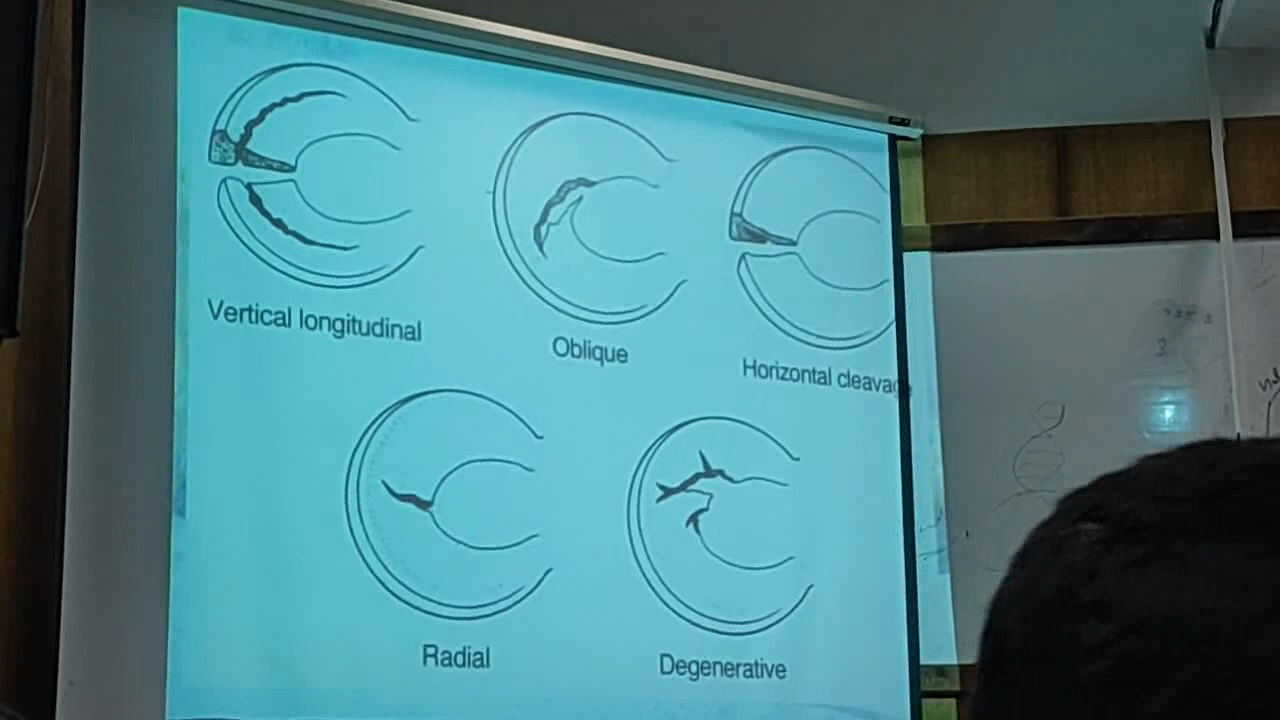 Vertical longitudinal
Oblique
Horizontal cleavage
Radial
Degenerative